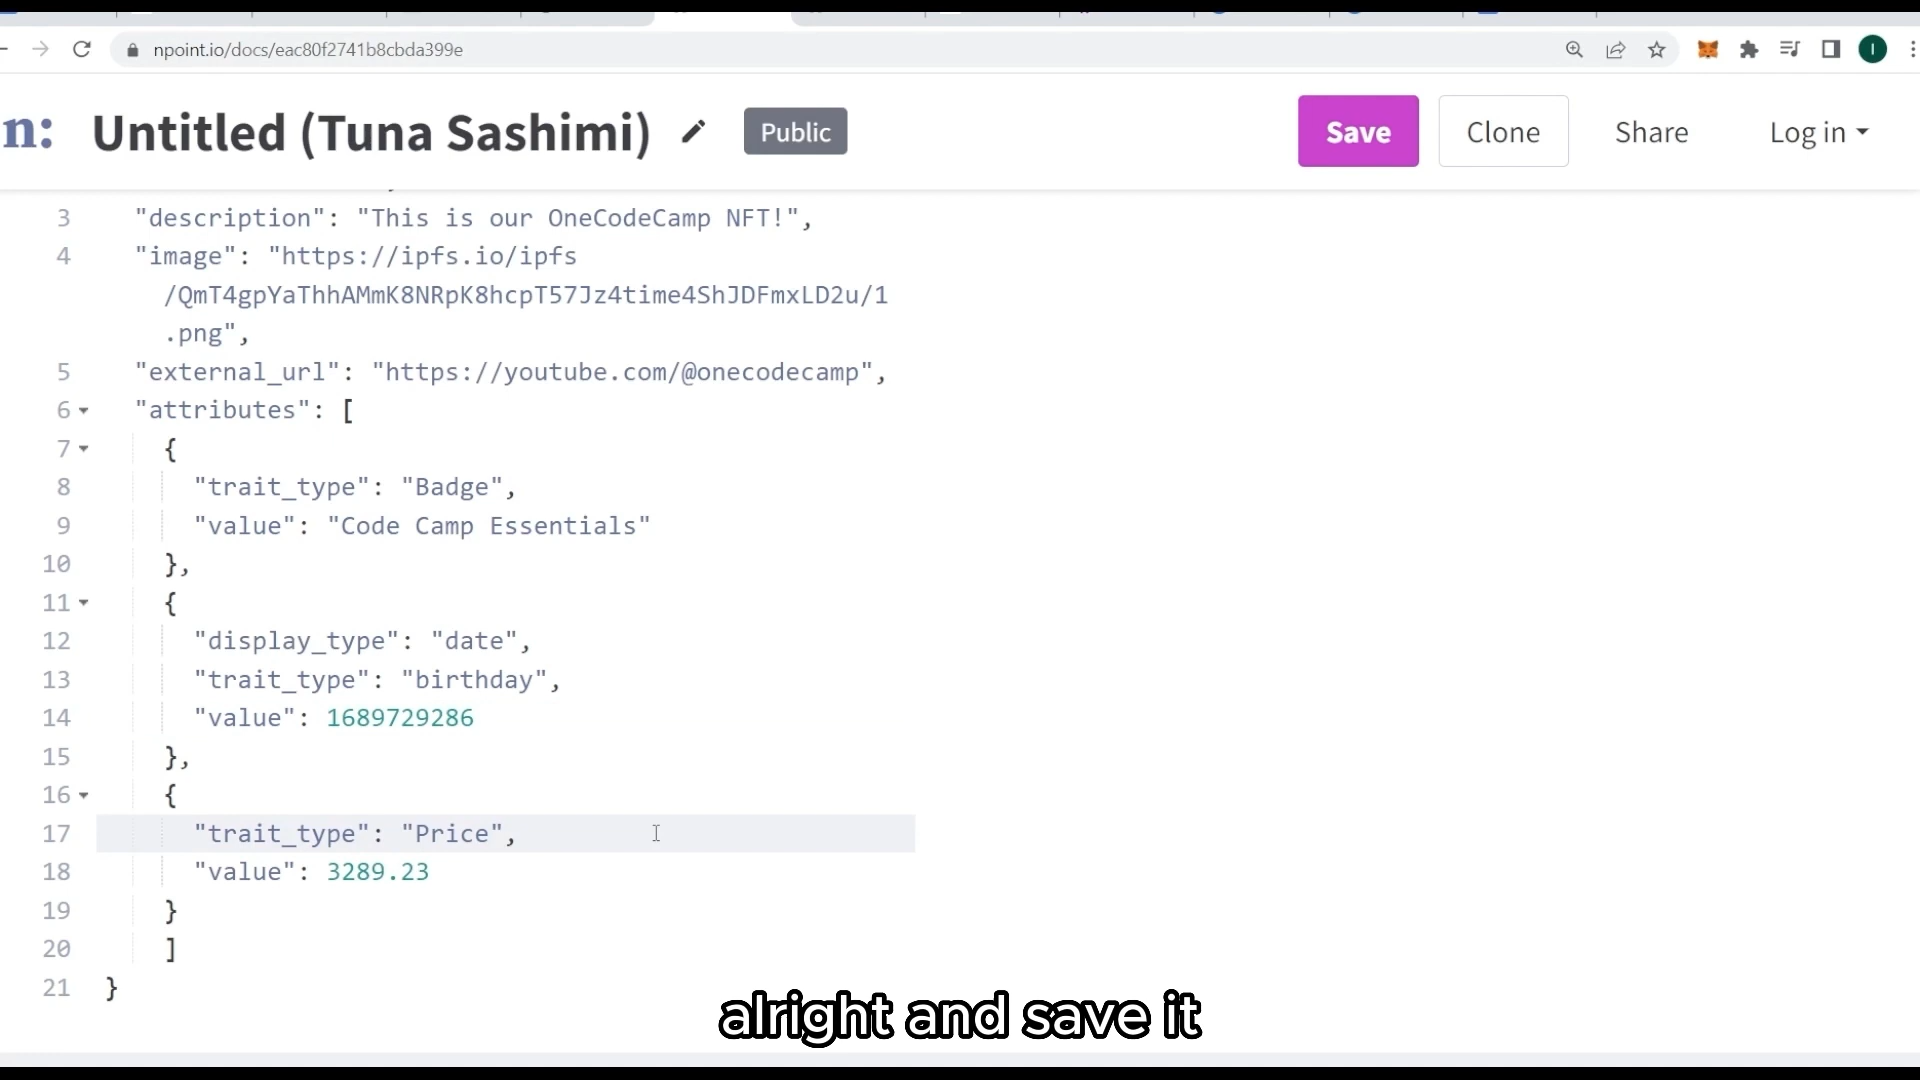 npoint.io/docs/eac80f2741b8cbda399e
I
n: Untitled (Tuna Sashimi) Public Save Clone Share Log in
3 "description": "This is our OneCodeCamp NFT!",
4 "image": "https://ipfs.io/ipfs
/QmT4gpYaThhAMmK8NRpK8hcpT57Jz4time4ShJDFmxLD2u/1
.png",
5 "external_url": "https://youtube.com/@onecodecamp",
6 "attributes": [
7 {
8 "trait_type": "Badge",
9 "value": "Code Camp Essentials"
10 },
11 {
12 "display_type": "date",
13 "trait_type": "birthday",
14 "value": 1689729286
15 },
16 {
17 "trait_type": "Price",
18 "value": 3289.23
19 }
20 ]
21 }
alright and save it